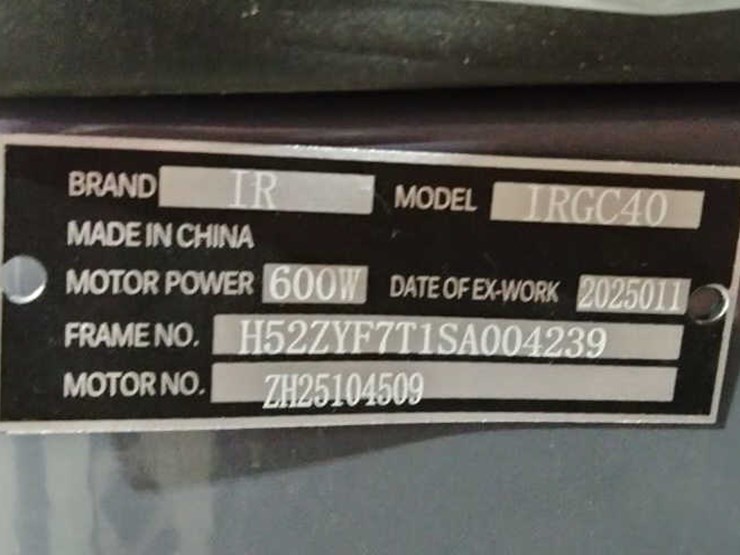 BRAND IR MODEL IRGC40
MADE IN CHINA
MOTOR POWER 600W DATE OF EX-WORK 2025011
FRAME NO. H52ZYF7T1SA004239
MOTOR NO. ZH25104509